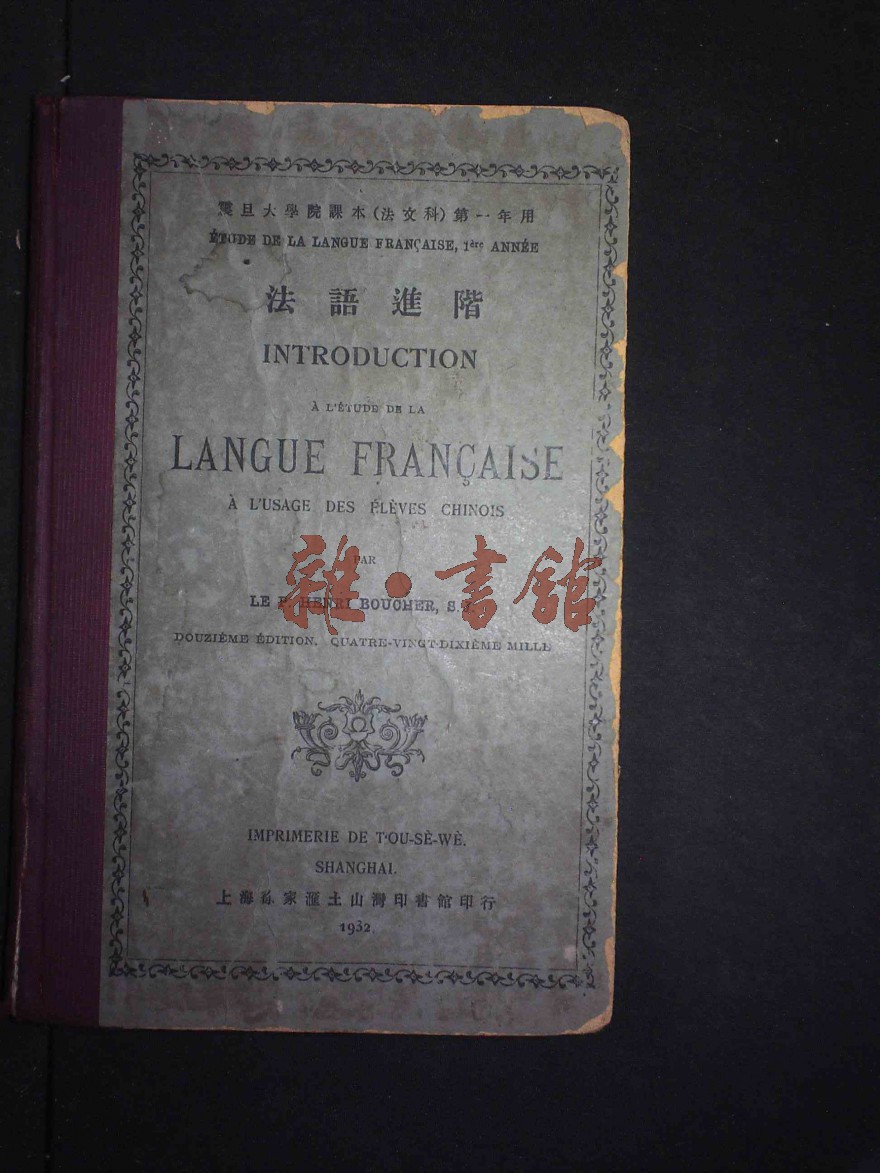 震旦大學院課本(法文科)第一年用
ÉTUDE DE LA LANGUE FRANÇAISE, 1ère ANNÉE
法語進階
INTRODUCTION
À L'ÉTUDE DE LA
LANGUE FRANÇAISE
À L'USAGE DES ÉLÈVES CHINOIS
PAR
雜·書館
LE P. HENRI BOUCHER, S.J.
DOUZIÈME ÉDITION. QUATRE-VINGT-DIXIÈME MILLE
IMPRIMERIE DE T'OU-SÈ-WÈ.
SHANGHAI.
上海徐家滙土山灣印書館印行
1932.